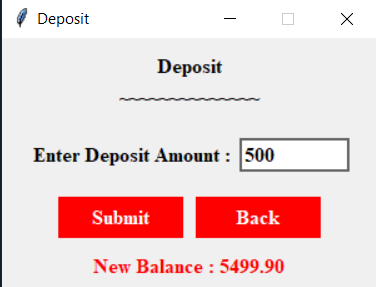 Deposit
Deposit
~~~~~~~~~~~~~~
Enter Deposit Amount : 500
Submit Back
New Balance : 5499.90